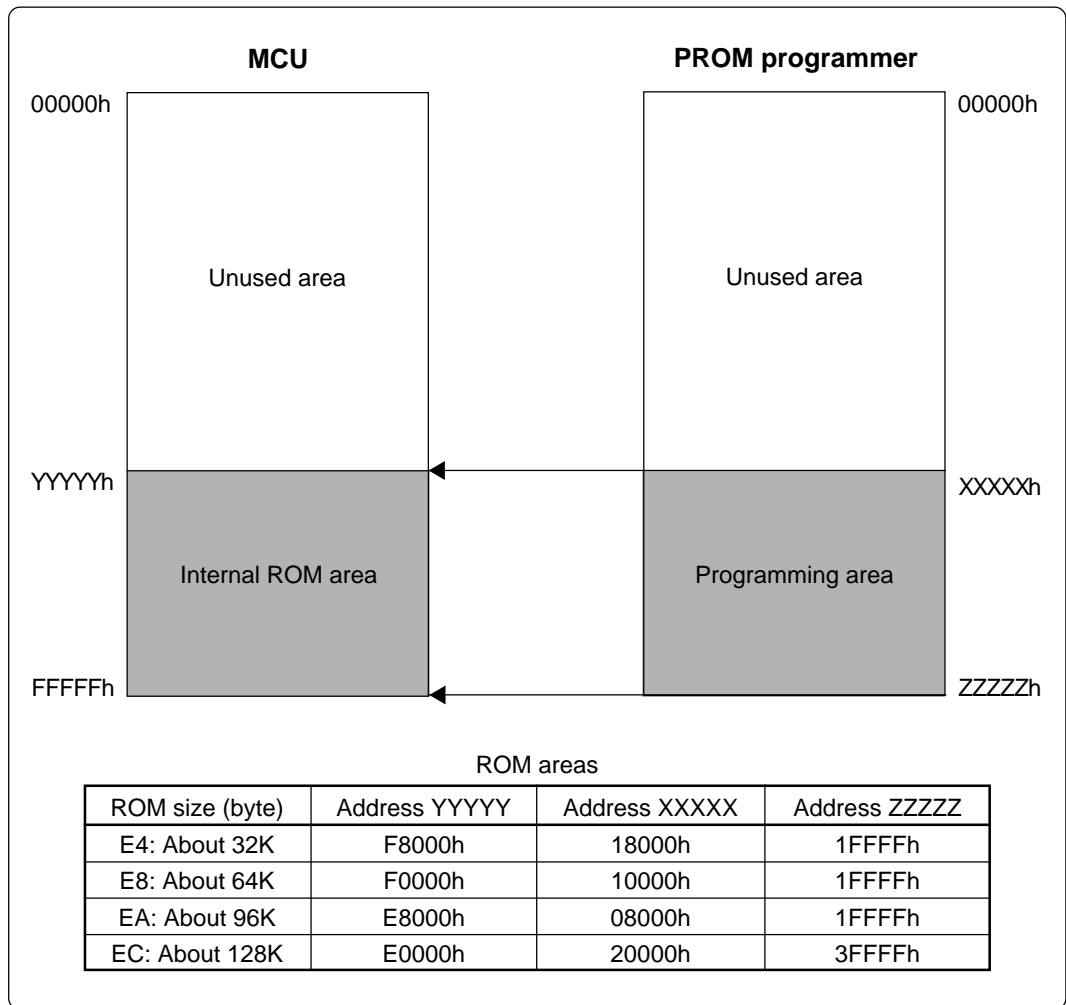 MCU
PROM programmer
00000h
00000h
Unused area
Unused area
YYYYYh
XXXXXh
Internal ROM area
Programming area
FFFFFh
ZZZZZh
ROM areas
ROM size (byte) Address YYYYY Address XXXXX Address ZZZZZ
E4: About 32K F8000h 18000h 1FFFFh
E8: About 64K F0000h 10000h 1FFFFh
EA: About 96K E8000h 08000h 1FFFFh
EC: About 128K E0000h 20000h 3FFFFh